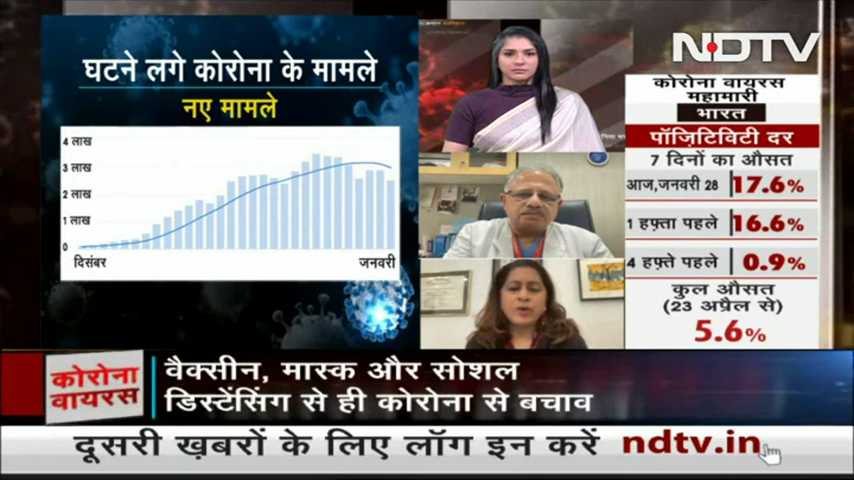 घटने लगे कोरोना के मामले
नए मामले
4 लाख
3 लाख
2 लाख
1 लाख
0
दिसंबर
जनवरी
NDTV
कोरोना वायरस
महामारी
भारत
पॉज़िटिविटी दर
7 दिनों का औसत
आज,जनवरी 28 17.6%
1 हफ़्ता पहले 16.6%
4 हफ़्ते पहले 0.9%
कुल औसत
(23 अप्रैल से)
5.6%
कोरोना
वायरस
वैक्सीन, मास्क और सोशल
डिस्टेंसिंग से ही कोरोना से बचाव
दूसरी ख़बरों के लिए लॉग इन करें ndtv.in